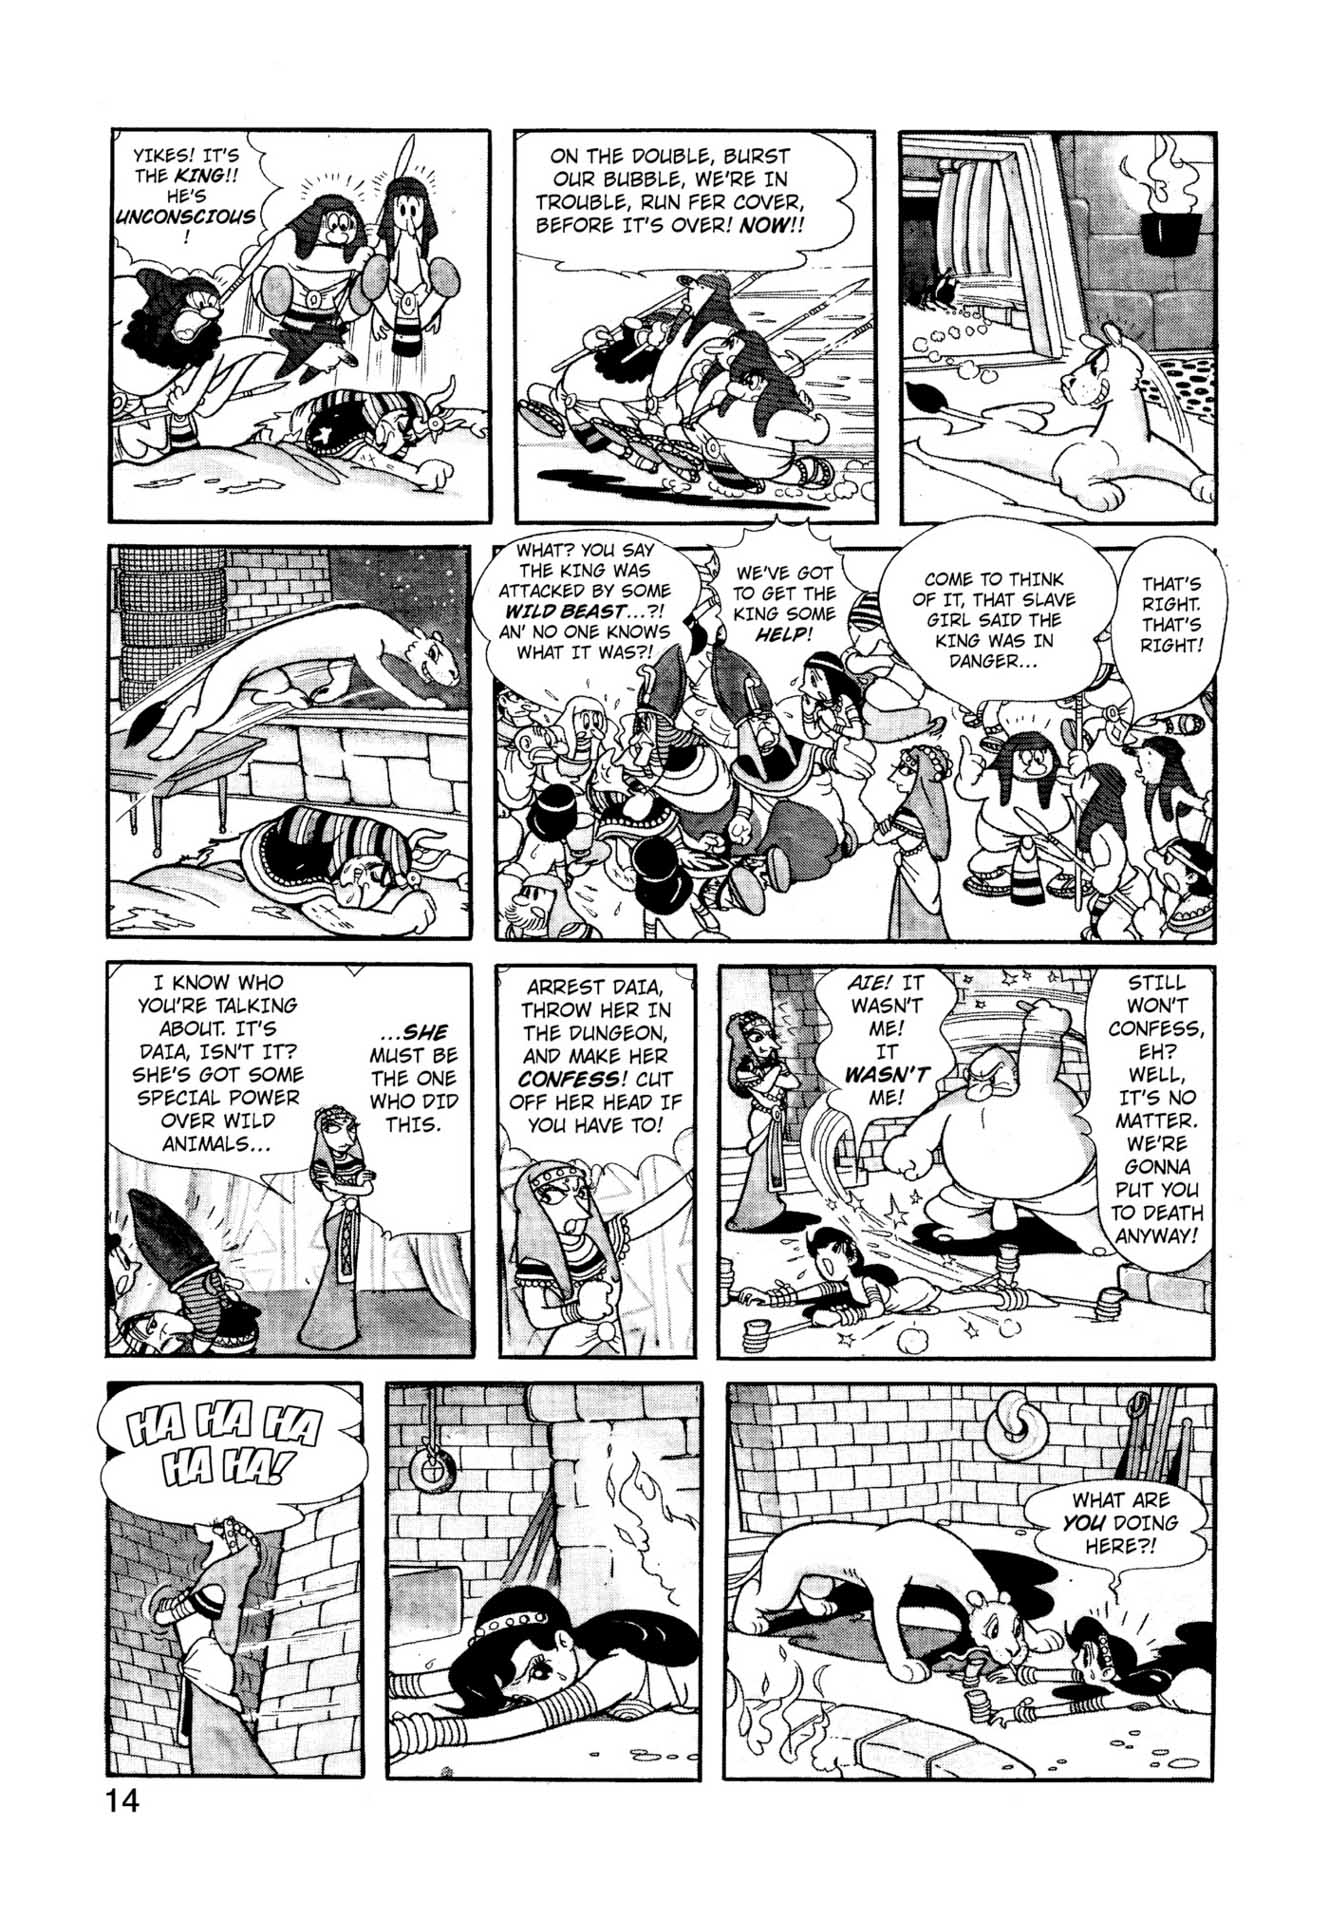 YIKES! IT'S
THE KING!!
HE'S
UNCONSCIOUS
!
ON THE DOUBLE, BURST
OUR BUBBLE, WE'RE IN
TROUBLE, RUN FER COVER,
BEFORE IT'S OVER! NOW!!
WHAT? YOU SAY
THE KING WAS
ATTACKED BY SOME
WILD BEAST...?!
AN' NO ONE KNOWS
WHAT IT WAS?!
WE'VE GOT
TO GET THE
KING SOME
HELP!
COME TO THINK
OF IT, THAT SLAVE
GIRL SAID THE
KING WAS IN
DANGER...
THAT'S
RIGHT.
THAT'S
RIGHT!
I KNOW WHO
YOU'RE TALKING
ABOUT. IT'S
DAIA, ISN'T IT?
SHE'S GOT SOME
SPECIAL POWER
OVER WILD
ANIMALS...
...SHE
MUST BE
THE ONE
WHO DID
THIS.
ARREST DAIA,
THROW HER IN
THE DUNGEON,
AND MAKE HER
CONFESS! CUT
OFF HER HEAD IF
YOU HAVE TO!
AIE! IT
WASN'T
ME!
IT
WASN'T
ME!
STILL
WON'T
CONFESS,
EH?
WELL,
IT'S NO
MATTER.
WE'RE
GONNA
PUT YOU
TO DEATH
ANYWAY!
HA HA HA
HA HA!
WHAT ARE
YOU DOING
HERE?!
14